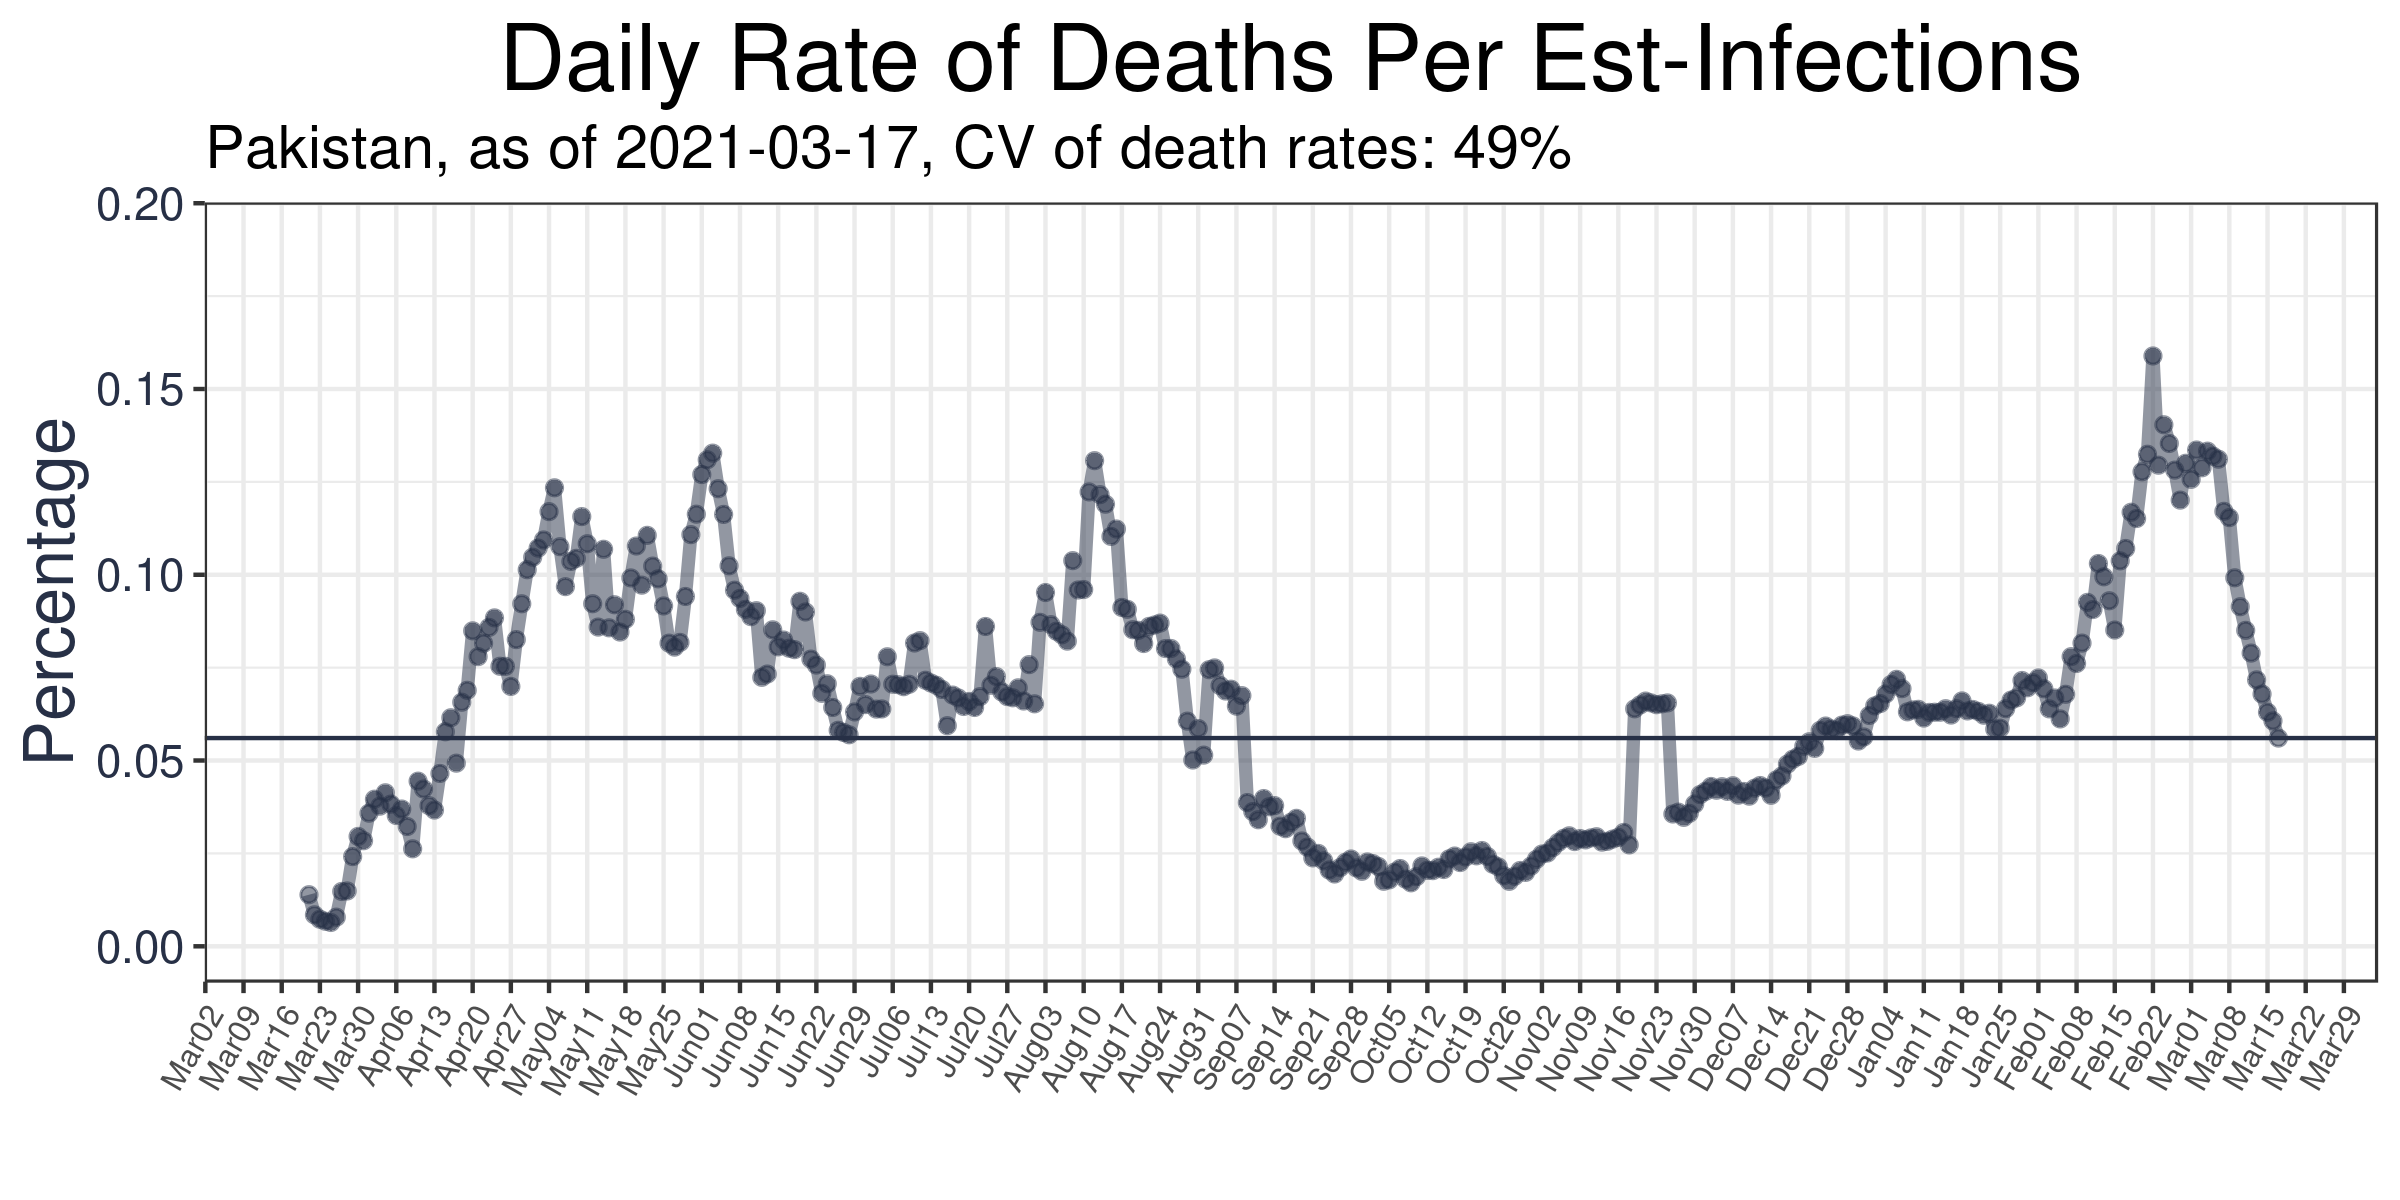 Daily Rate of Deaths Per Est-Infections
Pakistan, as of 2021-03-17, CV of death rates: 49%
Percentage
0.20
0.15
0.10
0.05
0.00
Mar02
Mar09
Mar16
Mar23
Mar30
Apr06
Apr13
Apr20
Apr27
May04
May11
May18
May25
Jun01
Jun08
Jun15
Jun22
Jun29
Jul06
Jul13
Jul20
Jul27
Aug03
Aug10
Aug17
Aug24
Aug31
Sep07
Sep14
Sep21
Sep28
Oct05
Oct12
Oct19
Oct26
Nov02
Nov09
Nov16
Nov23
Nov30
Dec07
Dec14
Dec21
Dec28
Jan04
Jan11
Jan18
Jan25
Feb01
Feb08
Feb15
Feb22
Mar01
Mar08
Mar15
Mar22
Mar29